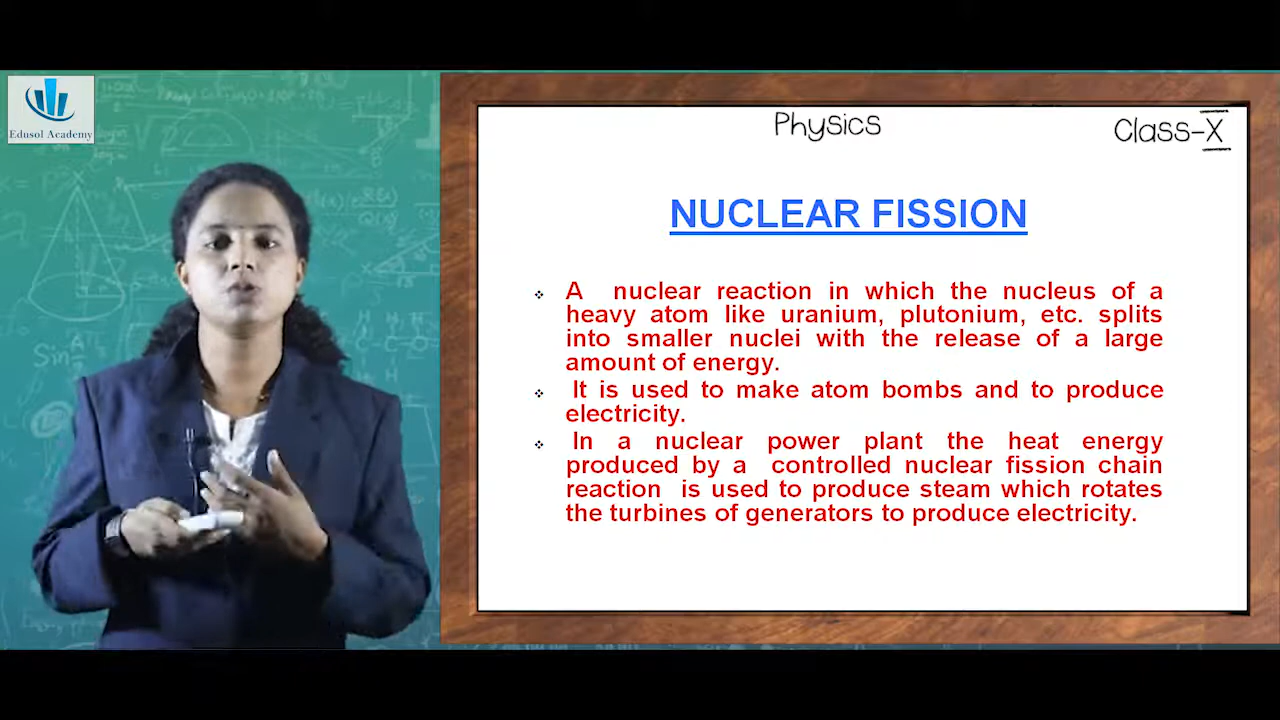 Edusol Academy
Physics
Class-X
NUCLEAR FISSION
A nuclear reaction in which the nucleus of a
heavy atom like uranium, plutonium, etc. splits
into smaller nuclei with the release of a large
amount of energy.
It is used to make atom bombs and to produce
electricity.
In a nuclear power plant the heat energy
produced by a controlled nuclear fission chain
reaction is used to produce steam which rotates
the turbines of generators to produce electricity.